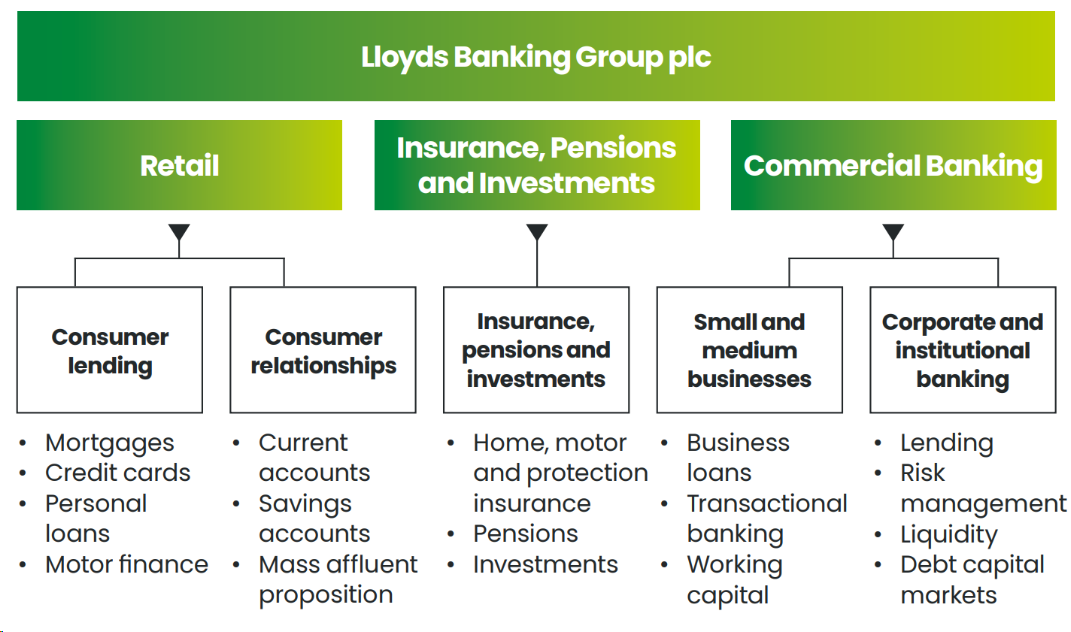 Lloyds Banking Group plc
Retail
Insurance, Pensions
and Investments
Commercial Banking
Consumer
lending
Consumer
relationships
Insurance,
pensions and
investments
Small and
medium
businesses
Corporate and
institutional
banking
• Mortgages
• Credit cards
• Personal
loans
• Motor finance
• Current
accounts
• Savings
accounts
• Mass affluent
proposition
• Home, motor
and protection
insurance
• Pensions
• Investments
• Business
loans
• Transactional
banking
• Working
capital
• Lending
• Risk
management
• Liquidity
• Debt capital
markets